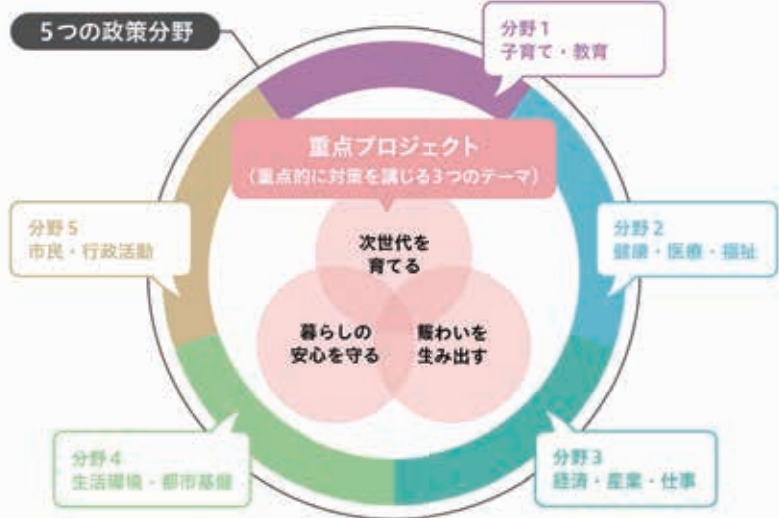 5つの政策分野
分野1
子育て・教育
重点プロジェクト
(重点的に対策を講じる3つのテーマ)
次世代を
育てる
分野5
市民・行政活動
分野2
健康・医療・福祉
暮らしの
安心を守る
賑わいを
生み出す
分野4
生活環境・都市基盤
分野3
経済・産業・仕事